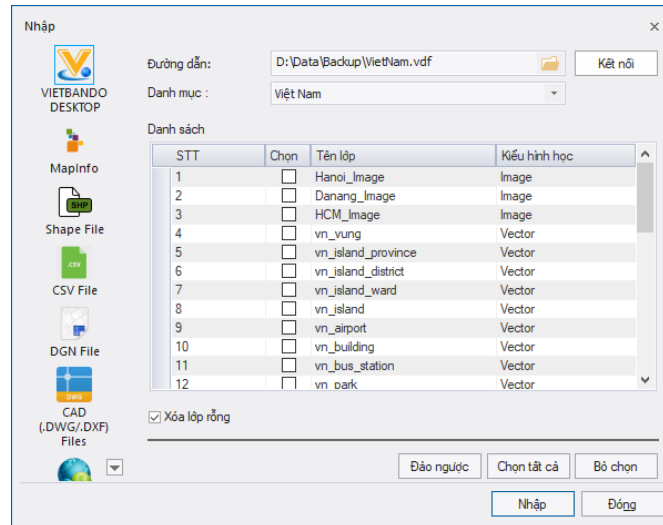 Nhập
VIETBANDO DESKTOP
MapInfo
SHP
Shape File
.CSV
CSV File
DGN File
DWG
CAD (.DWG/.DXF) Files
Đường dẫn: D:\Data\Backup\VietNam.vdf Kết nối
Danh mục : Việt Nam
Danh sách
STT Chọn Tên lớp Kiểu hình học
1 Hanoi_Image Image
2 Danang_Image Image
3 HCM_Image Image
4 vn_vung Vector
5 vn_island_province Vector
6 vn_island_district Vector
7 vn_island_ward Vector
8 vn_island Vector
9 vn_airport Vector
10 vn_building Vector
11 vn_bus_station Vector
12 vn_park Vector
Xóa lớp rỗng
Đảo ngược Chọn tất cả Bỏ chọn
Nhập Đóng